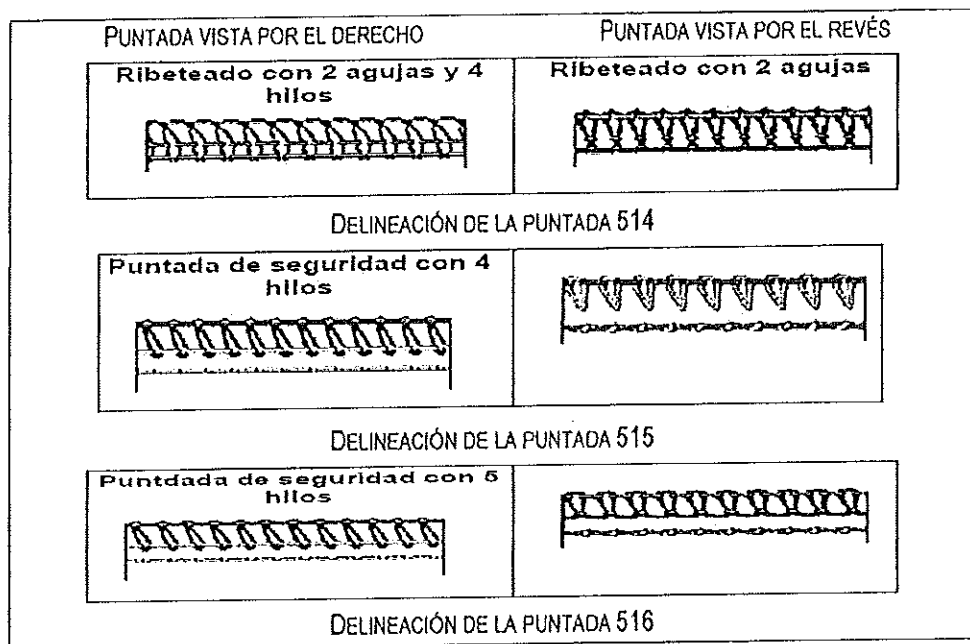 PUNTADA VISTA POR EL DERECHO
PUNTADA VISTA POR EL REVÉS
Ribeteado con 2 agujas y 4
hilos
Ribeteado con 2 agujas
DELINEACIÓN DE LA PUNTADA 514
Puntada de seguridad con 4
hilos
DELINEACIÓN DE LA PUNTADA 515
Puntdada de seguridad con 5
hilos
DELINEACIÓN DE LA PUNTADA 516